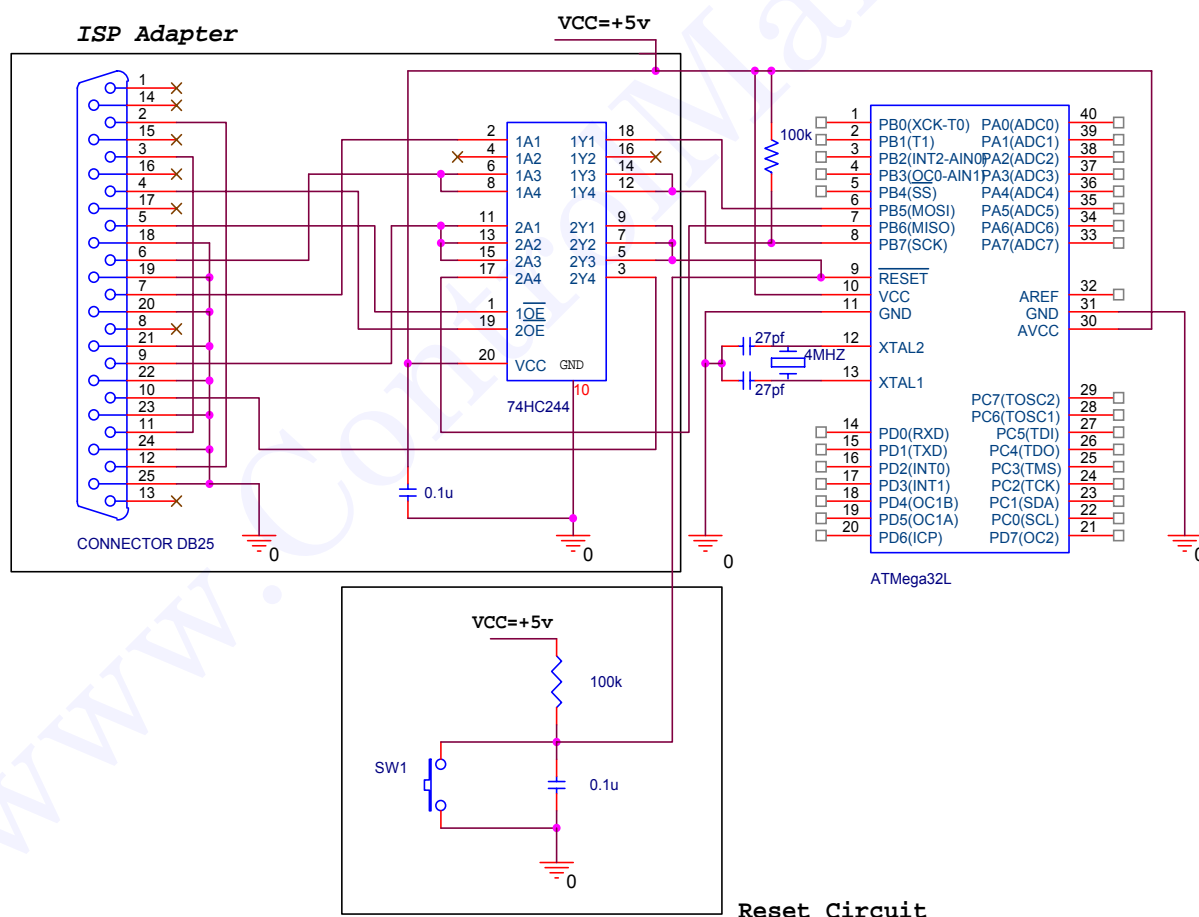 ISP Adapter
VCC=+5v
1
14
2
15
3
16
4
17
5
18
6
19
7
20
8
21
9
22
10
23
11
24
12
25
13
CONNECTOR DB25
0
2 1A1 1Y1 18
4 1A2 1Y2 16
6 1A3 1Y3 14
8 1A4 1Y4 12
11 2A1 2Y1 9
13 2A2 2Y2 7
15 2A3 2Y3 5
17 2A4 2Y4 3
1 1OE
19 2OE
20 VCC GND
10
74HC244
0.1u
0
100k
27pf
4MHZ
27pf
0
1 PB0(XCK-T0) PA0(ADC0) 40
2 PB1(T1) PA1(ADC1) 39
3 PB2(INT2-AIN0) PA2(ADC2) 38
4 PB3(OC0-AIN1) PA3(ADC3) 37
5 PB4(SS) PA4(ADC4) 36
6 PB5(MOSI) PA5(ADC5) 35
7 PB6(MISO) PA6(ADC6) 34
8 PB7(SCK) PA7(ADC7) 33
9 RESET
10 VCC AREF 32
11 GND GND 31
AVCC 30
12 XTAL2
13 XTAL1
PC7(TOSC2) 29
PC6(TOSC1) 28
14 PD0(RXD) PC5(TDI) 27
15 PD1(TXD) PC4(TDO) 26
16 PD2(INT0) PC3(TMS) 25
17 PD3(INT1) PC2(TCK) 24
18 PD4(OC1B) PC1(SDA) 23
19 PD5(OC1A) PC0(SCL) 22
20 PD6(ICP) PD7(OC2) 21
ATMega32L
0
VCC=+5v
100k
SW1
0.1u
0
Reset Circuit
www.ControlMa